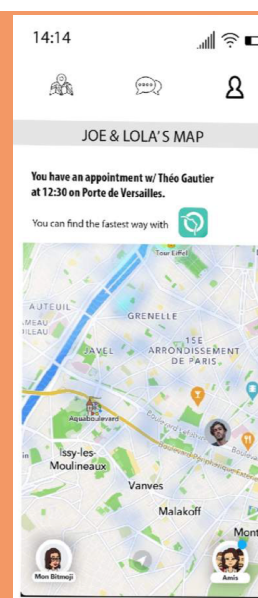 14:14
JOE & LOLA'S MAP
You have an appointment w/ Théo Gautier
at 12:30 on Porte de Versailles.
You can find the fastest way with
Tour Eiffel
AUTEUIL
GRENELLE
15E
ARRONDISSEMENT
DE PARIS
JAVEL
Aquaboulevard
Issy-les-
Moulineaux
Vanves
Malakoff
Mont
Mon Bitmoji
Amis